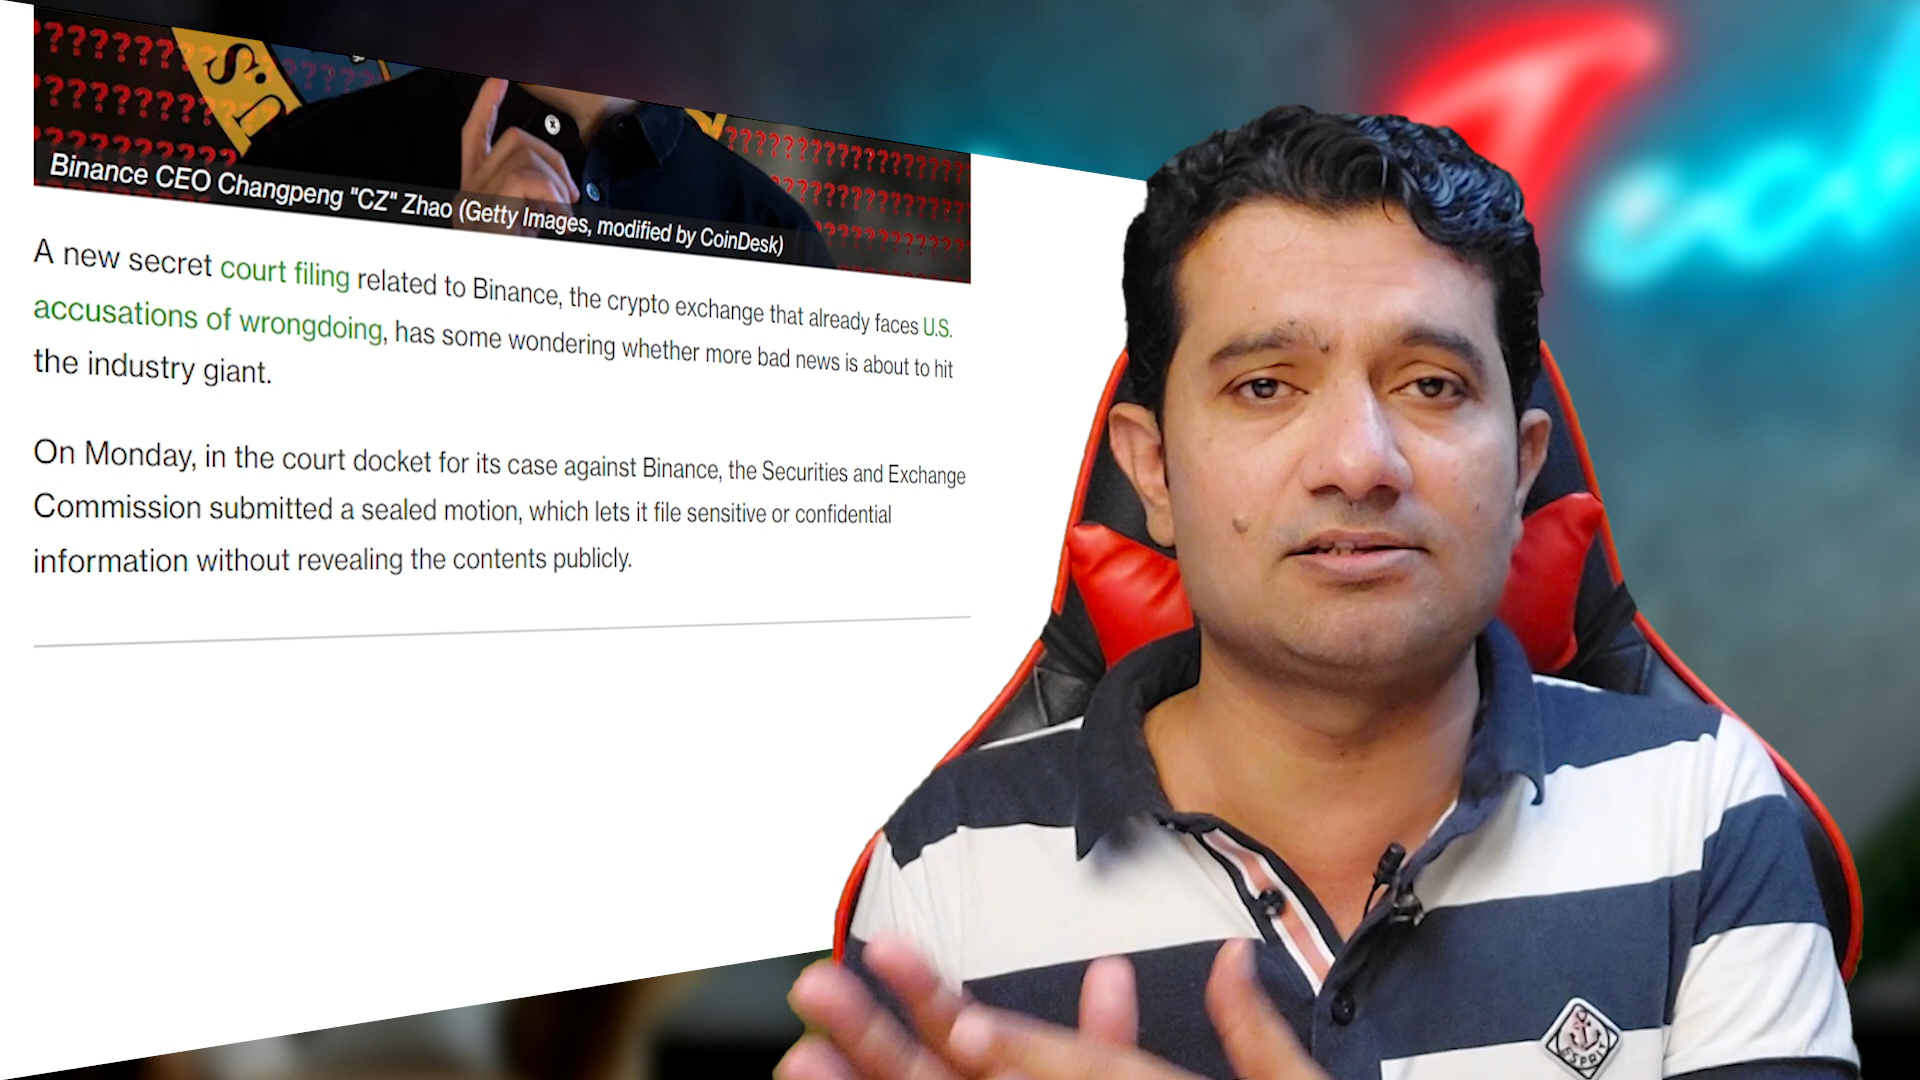 Binance CEO Changpeng "CZ" Zhao (Getty Images, modified by CoinDesk)
A new secret court filing related to Binance, the crypto exchange that already faces U.S.
accusations of wrongdoing, has some wondering whether more bad news is about to hit
the industry giant.
On Monday, in the court docket for its case against Binance, the Securities and Exchange
Commission submitted a sealed motion, which lets it file sensitive or confidential
information without revealing the contents publicly.
ESPRIT